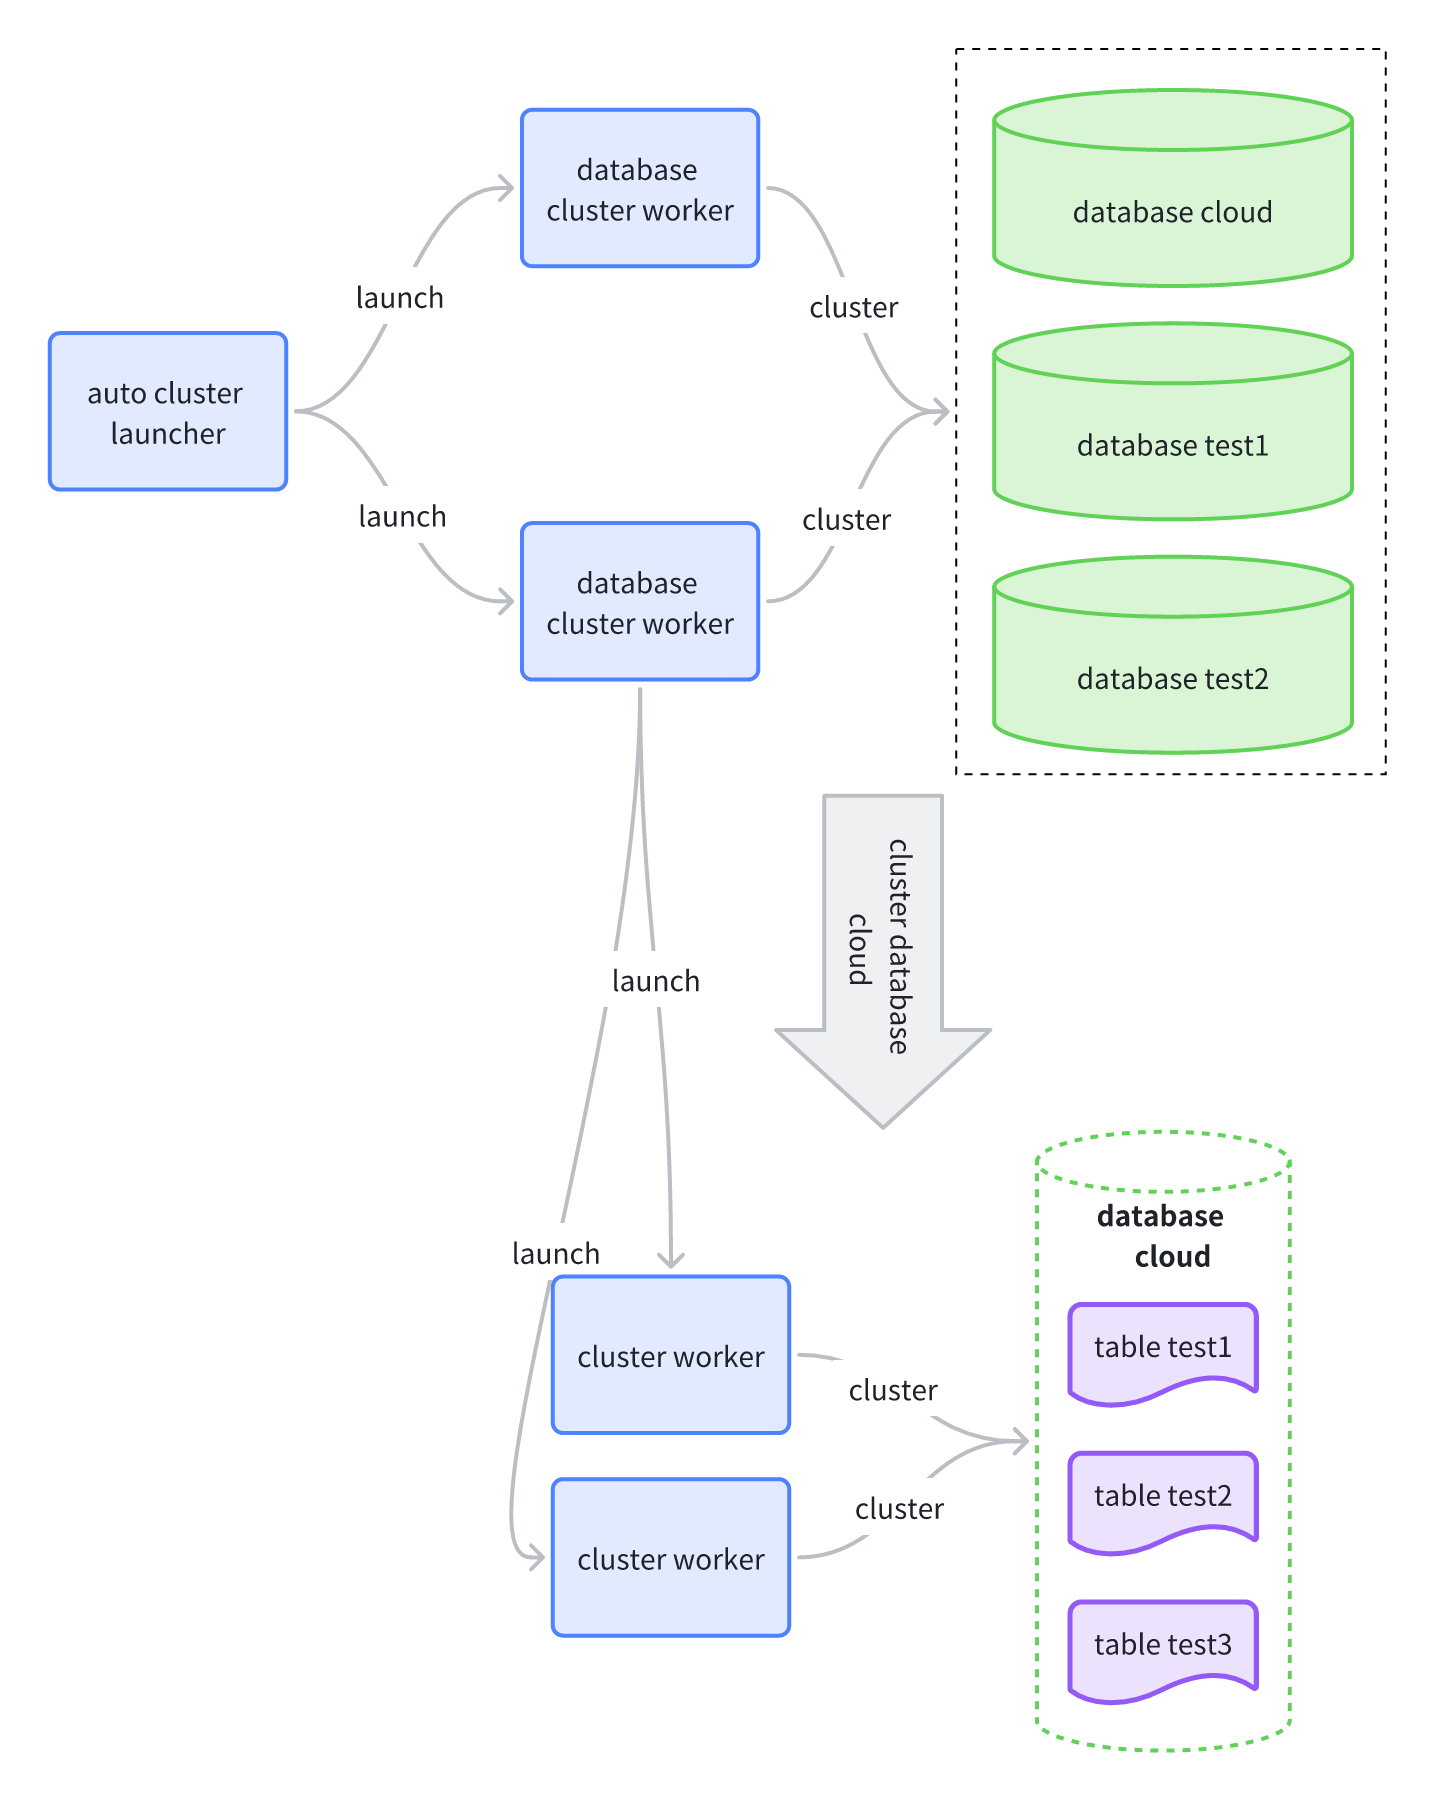 database
cluster worker
database cloud
launch
cluster
auto cluster
launcher
database test1
launch
cluster
database
cluster worker
database test2
cluster database
cloud
launch
database
cloud
launch
table test1
cluster worker
cluster
table test2
cluster
cluster worker
table test3